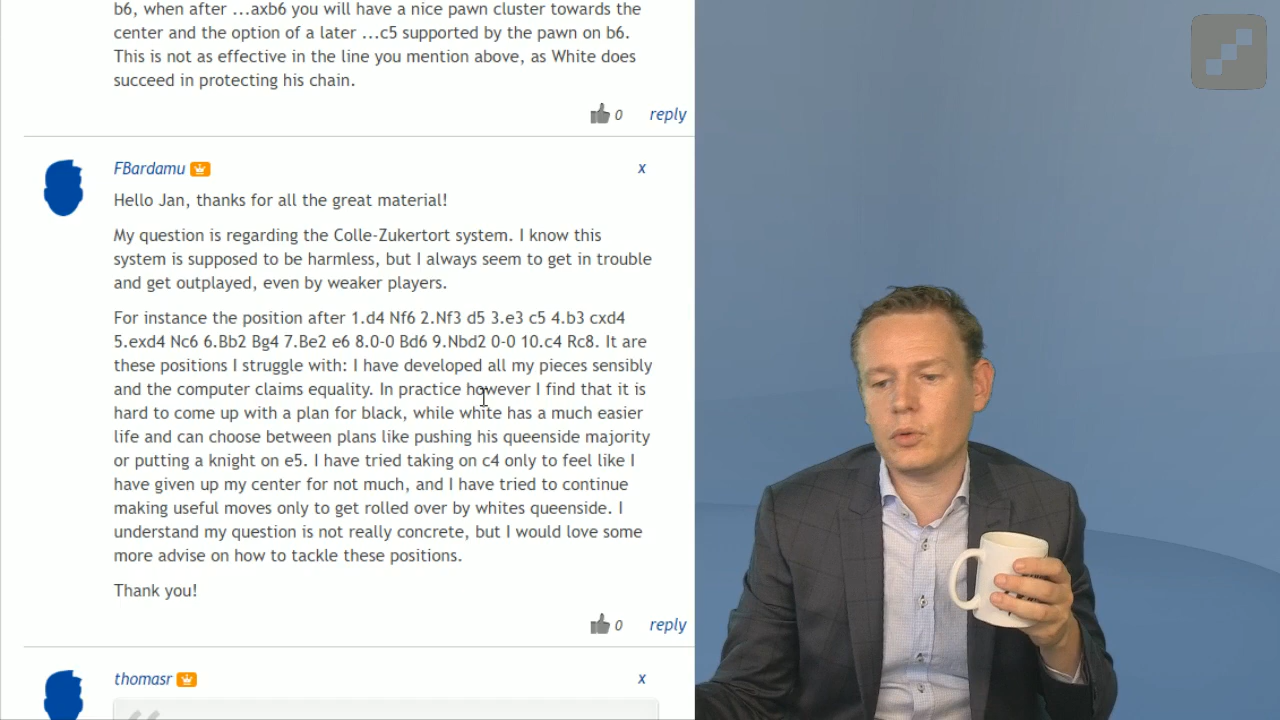 b6, when after ...axb6 you will have a nice pawn cluster towards the
center and the option of a later ...c5 supported by the pawn on b6.
This is not as effective in the line you mention above, as White does
succeed in protecting his chain.
0 reply
FBardamu x
Hello Jan, thanks for all the great material!
My question is regarding the Colle-Zukertort system. I know this
system is supposed to be harmless, but I always seem to get in trouble
and get outplayed, even by weaker players.
For instance the position after 1.d4 Nf6 2.Nf3 d5 3.e3 c5 4.b3 cxd4
5.exd4 Nc6 6.Bb2 Bg4 7.Be2 e6 8.0-0 Bd6 9.Nbd2 0-0 10.c4 Rc8. It are
these positions I struggle with: I have developed all my pieces sensibly
and the computer claims equality. In practice however I find that it is
hard to come up with a plan for black, while white has a much easier
life and can choose between plans like pushing his queenside majority
or putting a knight on e5. I have tried taking on c4 only to feel like I
have given up my center for not much, and I have tried to continue
making useful moves only to get rolled over by whites queenside. I
understand my question is not really concrete, but I would love some
more advise on how to tackle these positions.
Thank you!
0 reply
thomasr x